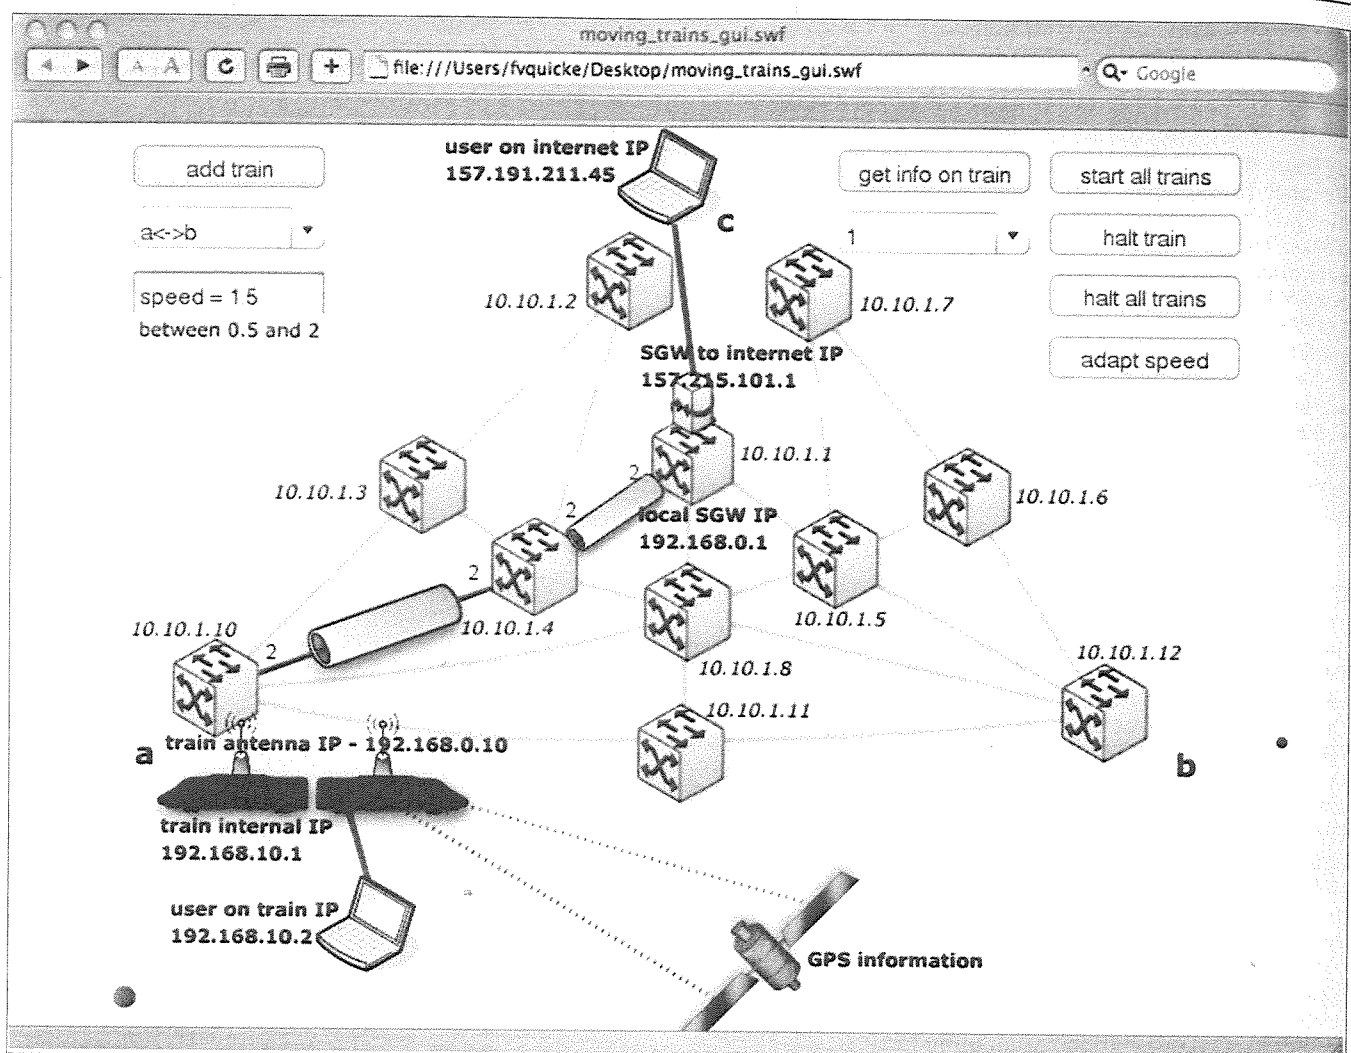 moving_trains_gui.swf
A A
file:///Users/fvquicke/Desktop/moving_trains_gui.swf
Google
user on internet IP
157.191.211.45
add train
get info on train
start all trains
c
a<->b
1
halt train
10.10.1.2
10.10.1.7
speed = 1.5
halt all trains
between 0.5 and 2
SGW to internet IP
157.215.101.1
adapt speed
10.10.1.1
2
10.10.1.3
10.10.1.6
2
local SGW IP
192.168.0.1
2
10.10.1.4
10.10.1.5
10.10.1.10
2
10.10.1.8
10.10.1.12
10.10.1.11
a
train antenna IP - 192.168.0.10
b
train internal IP
192.168.10.1
user on train IP
192.168.10.2
GPS information